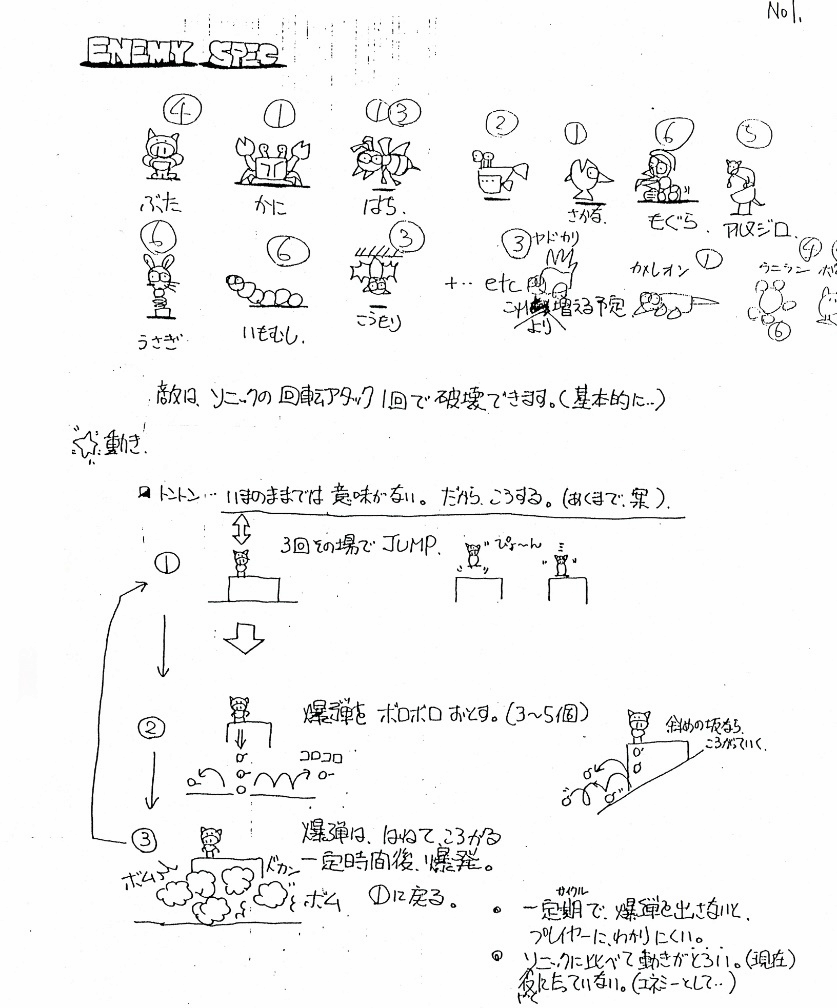 No1.
ENEMY SPEC
④ ① ①③ ② ① ⑥ ⑤
ぶた かに はち. さかな. もぐら. アルマジロ.
⑥ ⑥ ③ ③ ヤドカリ ① ④
カメレオン ウニラン
+‥ etc
うさぎ いもむし. こうもり これ より 増える予定 ⑥
敵は、ソニックの回転アタック1回で破壊できます。(基本的に‥)
動き.
トントン… いまのままでは意味がない。だから、こうする。(あくまで、案).
① 3回その場でJUMP. ぴょ〜ん
② 爆弾をボロボロおとす。(3〜5個)
斜めの坂なら、
ころがっていく.
コロコロ
③ 爆弾は、はねて、ころがる
一定時間後、爆発。
ボム ドカン
ボム ①に戻る。
サイクル
• 一定期で、爆弾を出さないと、
プレイヤーに、わかりにくい。
• ソニックに比べて動きがとろい。(現在)
役にたっていない。(エネミーとして‥)